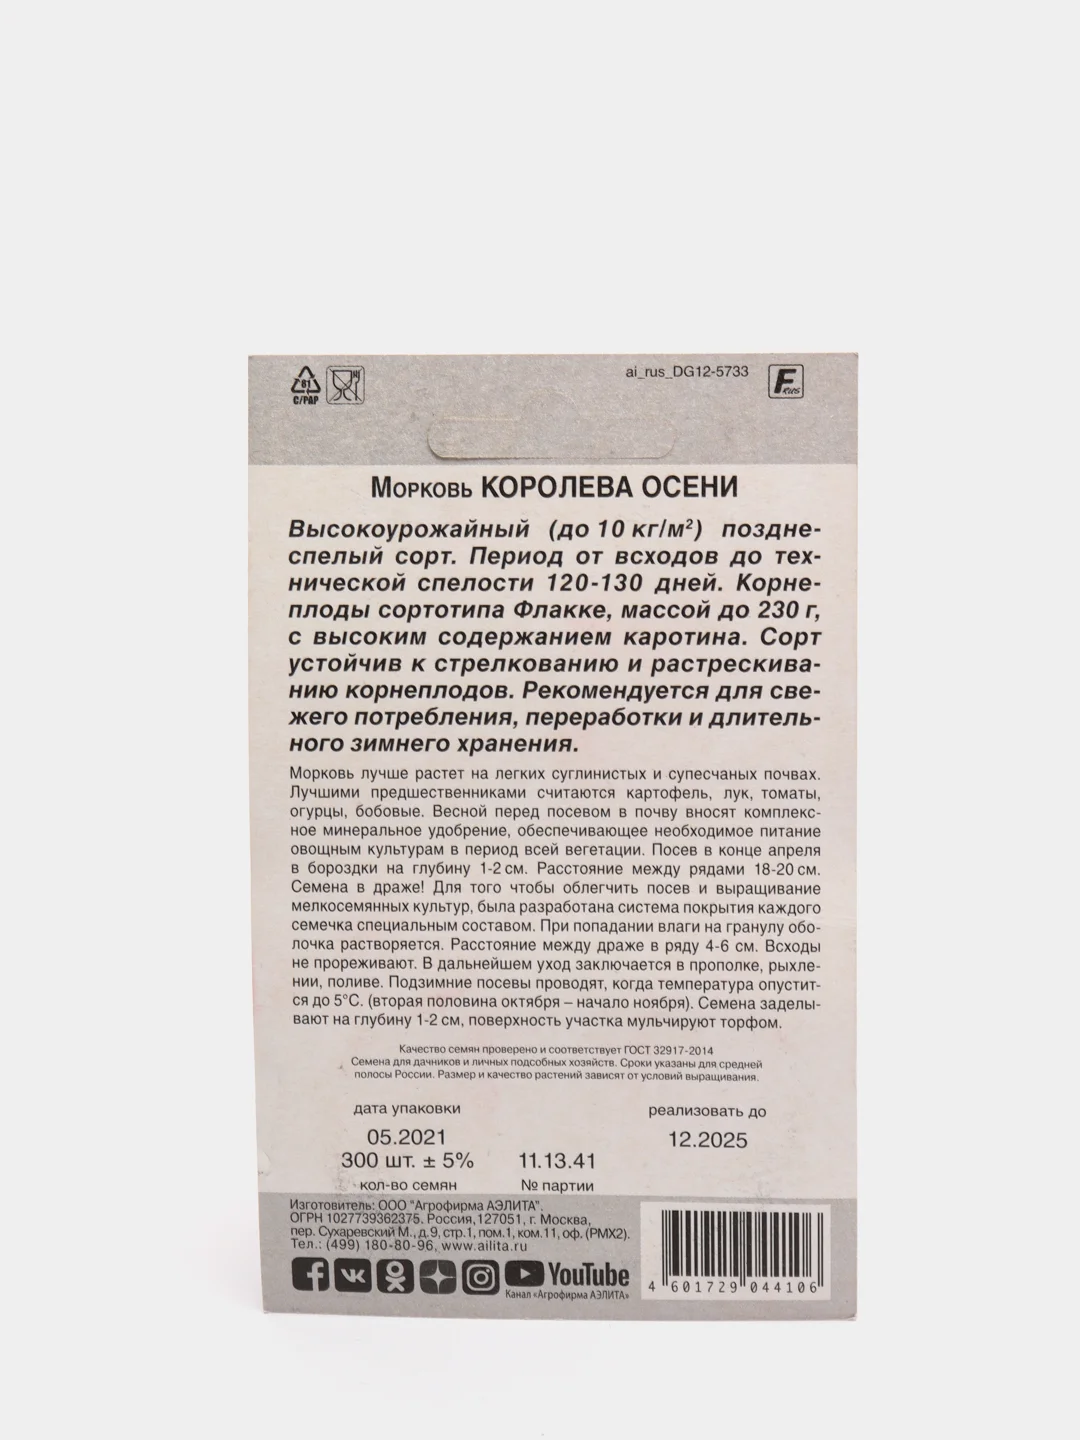 81
C/PAP
ai_rus_DG12-5733
F RUS
Морковь КОРОЛЕВА ОСЕНИ
Высокоурожайный (до 10 кг/м²) поздне-
спелый сорт. Период от всходов до тех-
нической спелости 120-130 дней. Корне-
плоды сортотипа Флакке, массой до 230 г,
с высоким содержанием каротина. Сорт
устойчив к стрелкованию и растрескива-
нию корнеплодов. Рекомендуется для све-
жего потребления, переработки и длитель-
ного зимнего хранения.
Морковь лучше растет на легких суглинистых и супесчаных почвах.
Лучшими предшественниками считаются картофель, лук, томаты,
огурцы, бобовые. Весной перед посевом в почву вносят комплекс-
ное минеральное удобрение, обеспечивающее необходимое питание
овощным культурам в период всей вегетации. Посев в конце апреля
в бороздки на глубину 1-2 см. Расстояние между рядами 18-20 см.
Семена в драже! Для того чтобы облегчить посев и выращивание
мелкосемянных культур, была разработана система покрытия каждого
семечка специальным составом. При попадании влаги на гранулу обо-
лочка растворяется. Расстояние между драже в ряду 4-6 см. Всходы
не прореживают. В дальнейшем уход заключается в прополке, рыхле-
нии, поливе. Подзимние посевы проводят, когда температура опустит-
ся до 5°С. (вторая половина октября – начало ноября). Семена заделы-
вают на глубину 1-2 см, поверхность участка мульчируют торфом.
Качество семян проверено и соответствует ГОСТ 32917-2014
Семена для дачников и личных подсобных хозяйств. Сроки указаны для средней
полосы России. Размер и качество растений зависят от условий выращивания.
дата упаковки реализовать до
05.2021 12.2025
300 шт. ± 5% 11.13.41
кол-во семян № партии
Изготовитель: ООО "Агрофирма АЭЛИТА".
ОГРН 1027739362375. Россия,127051, г. Москва,
пер. Сухаревский М., д.9, стр.1, пом.1, ком.11, оф. (РМХ2).
Тел.: (499) 180-80-96, www.ailita.ru
YouTube
Канал «Агрофирма АЭЛИТА»
4 601729 044106